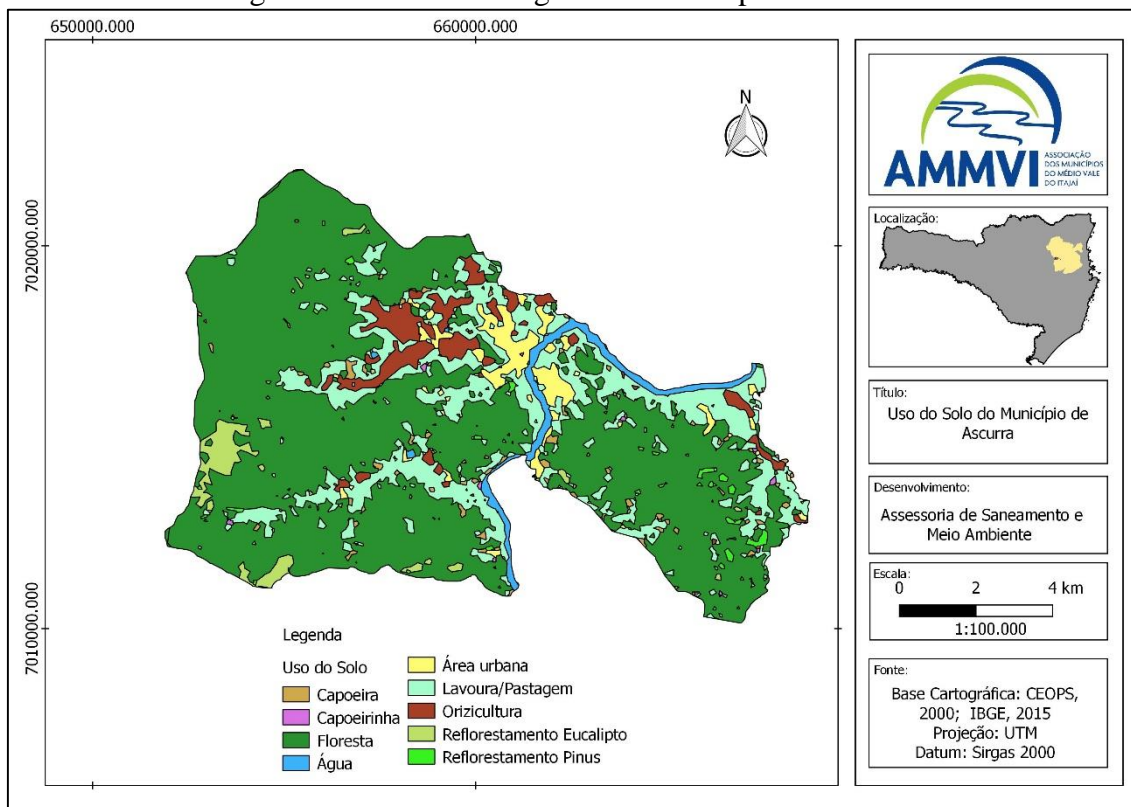 650000.000
660000.000
7020000.000
7010000.000
N
Legenda
Uso do Solo
Capoeira
Capoeirinha
Floresta
Água
Área urbana
Lavoura/Pastagem
Orizicultura
Reflorestamento Eucalipto
Reflorestamento Pinus
AMMVI
ASSOCIAÇÃO
DOS MUNICÍPIOS
DO MÉDIO VALE
DO ITAJAÍ
Localização:
Título:
Uso do Solo do Município de
Ascurra
Desenvolvimento:
Assessoria de Saneamento e
Meio Ambiente
Escala:
0 2 4 km
1:100.000
Fonte:
Base Cartográfica: CEOPS,
2000; IBGE, 2015
Projeção: UTM
Datum: Sirgas 2000